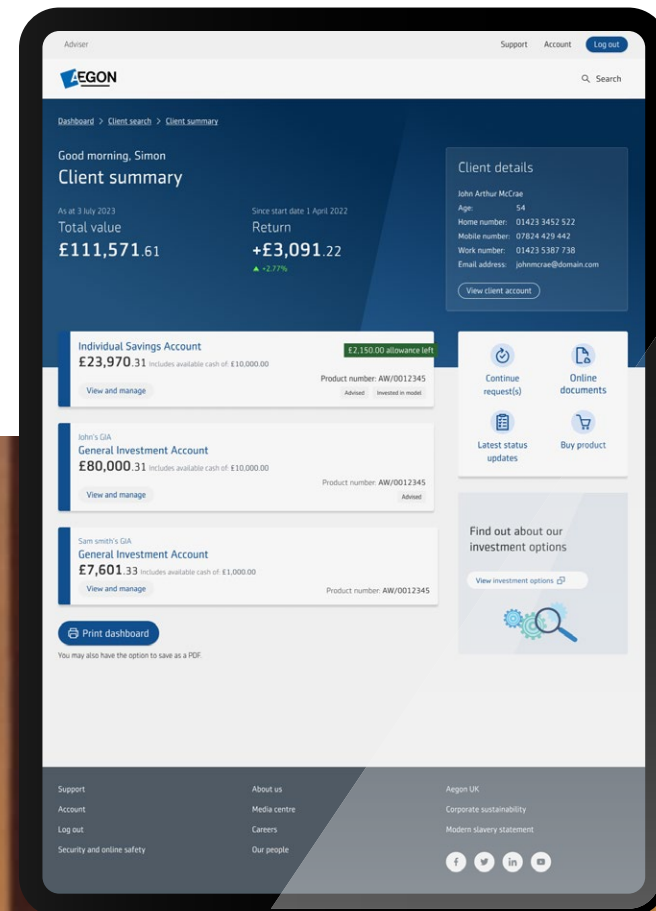 Adviser
Support Account Log out
AEGON
Search
Dashboard > Client search > Client summary
Good morning, Simon
Client summary
As at 3 July 2023
Total value
£111,571.61
Since start date 1 April 2022
Return
+£3,091.22
▲ +2.77%
Client details
John Arthur McCrae
Age: 54
Home number: 01423 3452 522
Mobile number: 07824 429 442
Work number: 01423 5387 738
Email address: johnmcrae@domain.com
View client account
Individual Savings Account
£2,150.00 allowance left
£23,970.31 Includes available cash of: £10,000.00
Product number: AW/0012345
View and manage
Advised Invested in model
John's GIA
General Investment Account
£80,000.31 Includes available cash of: £10,000.00
Product number: AW/0012345
View and manage
Advised
Sam smith's GIA
General Investment Account
£7,601.33 Includes available cash of: £1,000.00
View and manage
Product number: AW/0012345
Continue
request(s)
Online
documents
Latest status
updates
Buy product
Find out about our
investment options
View investment options
Print dashboard
You may also have the option to save as a PDF.
Support
Account
Log out
Security and online safety
About us
Media centre
Careers
Our people
Aegon UK
Corporate sustainability
Modern slavery statement